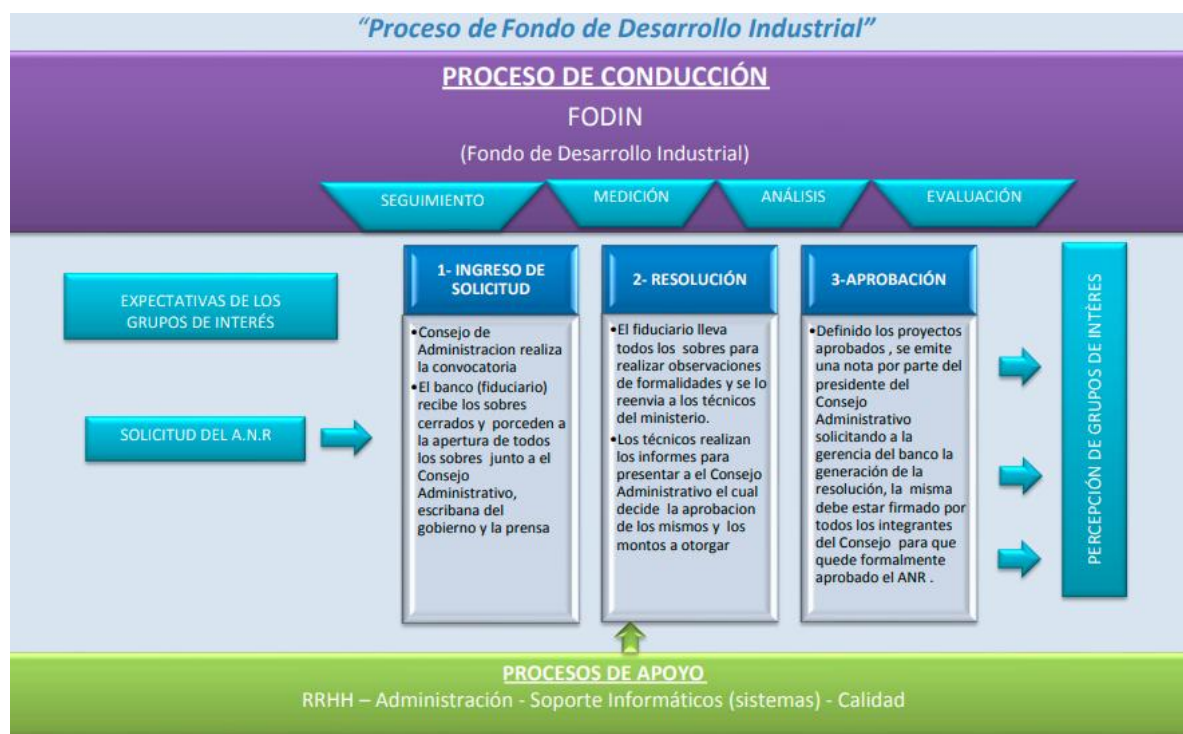 “Proceso de Fondo de Desarrollo Industrial”
PROCESO DE CONDUCCIÓN
FODIN
(Fondo de Desarrollo Industrial)
SEGUIMIENTO
MEDICIÓN
ANÁLISIS
EVALUACIÓN
EXPECTATIVAS DE LOS
GRUPOS DE INTERÉS
SOLICITUD DEL A.N.R
1- INGRESO DE
SOLICITUD
•Consejo de
Administracion realiza
la convocatoria
•El banco (fiduciario)
recibe los sobres
cerrados y porceden a
la apertura de todos
los sobres junto a el
Consejo
Administrativo,
escribana del
gobierno y la prensa
2- RESOLUCIÓN
•El fiduciario lleva
todos los sobres para
realizar observaciones
de formalidades y se lo
reenvia a los técnicos
del ministerio.
•Los técnicos realizan
los informes para
presentar a el Consejo
Administrativo el cual
decide la aprobacion
de los mismos y los
montos a otorgar
3-APROBACIÓN
•Definido los proyectos
aprobados , se emite
una nota por parte del
presidente del
Consejo
Administrativo
solicitando a la
gerencia del banco la
generación de la
resolución, la misma
debe estar firmado por
todos los integrantes
del Consejo para que
quede formalmente
aprobado el ANR .
PERCEPCIÓN DE GRUPOS DE INTÈRES
PROCESOS DE APOYO
RRHH – Administración - Soporte Informáticos (sistemas) - Calidad